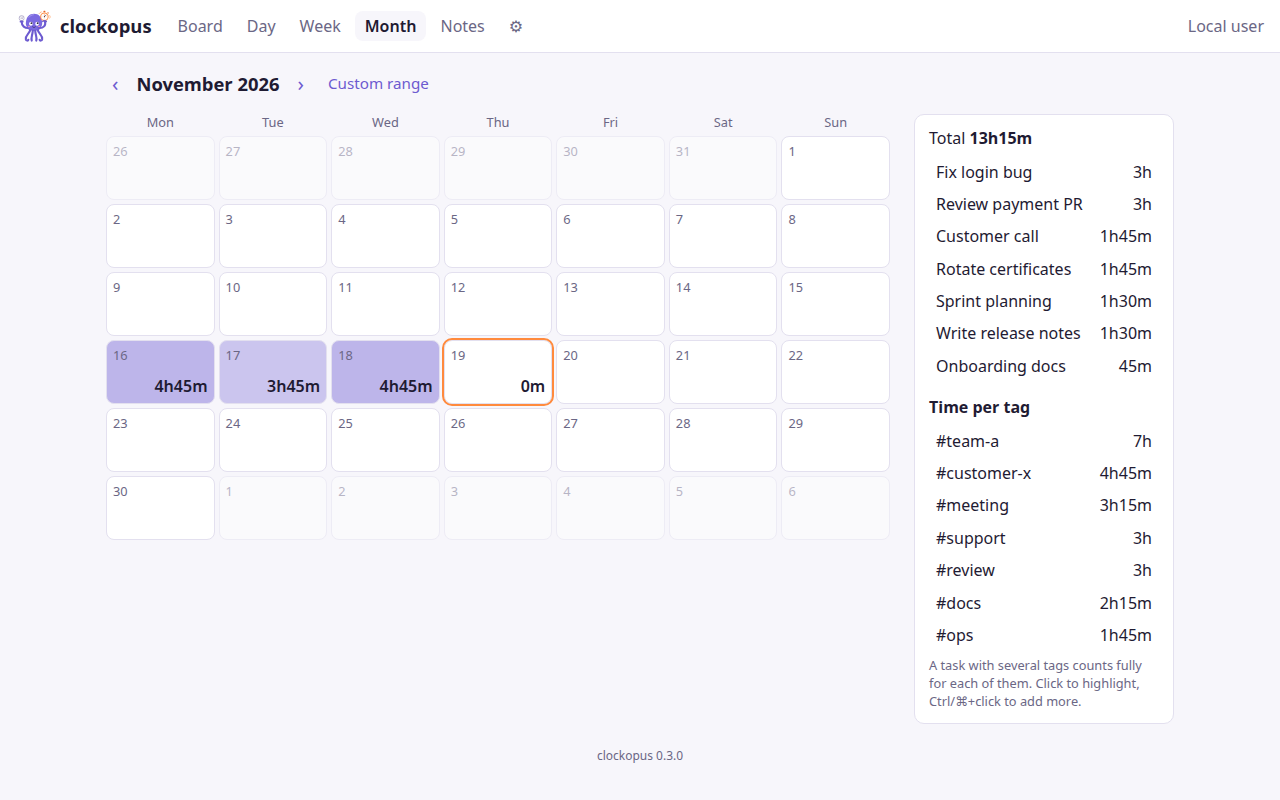 clockopus Board Day Week Month Notes ⚙ Local user
‹ November 2026 › Custom range
Mon Tue Wed Thu Fri Sat Sun
26 27 28 29 30 31 1
2 3 4 5 6 7 8
9 10 11 12 13 14 15
16 17 18 19 20 21 22
4h45m 3h45m 4h45m 0m
23 24 25 26 27 28 29
30 1 2 3 4 5 6
Total 13h15m
Fix login bug 3h
Review payment PR 3h
Customer call 1h45m
Rotate certificates 1h45m
Sprint planning 1h30m
Write release notes 1h30m
Onboarding docs 45m
Time per tag
#team-a 7h
#customer-x 4h45m
#meeting 3h15m
#support 3h
#review 3h
#docs 2h15m
#ops 1h45m
A task with several tags counts fully
for each of them. Click to highlight,
Ctrl/⌘+click to add more.
clockopus 0.3.0